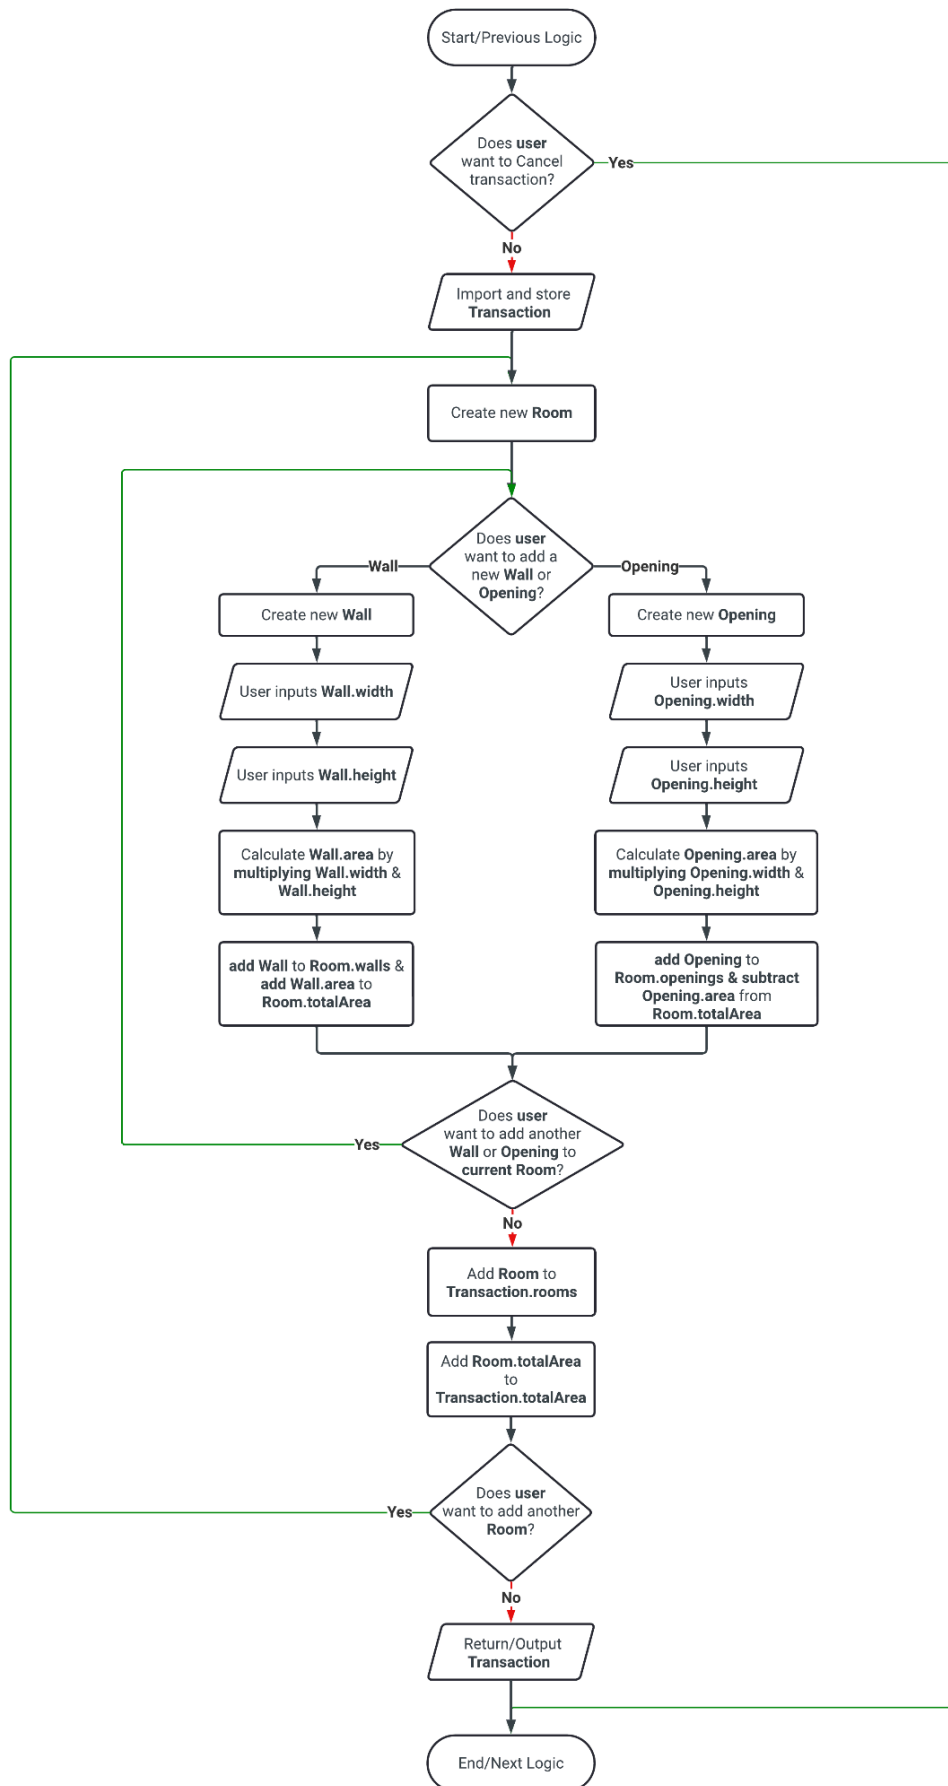 Start/Previous Logic
Does user
want to Cancel
transaction?
Yes
No
Import and store
Transaction
Create new Room
Does user
want to add a
new Wall or
Opening?
Wall
Opening
Create new Wall
User inputs Wall.width
User inputs Wall.height
Calculate Wall.area by
multiplying Wall.width &
Wall.height
add Wall to Room.walls &
add Wall.area to
Room.totalArea
Create new Opening
User inputs
Opening.width
User inputs
Opening.height
Calculate Opening.area by
multiplying Opening.width &
Opening.height
add Opening to
Room.openings & subtract
Opening.area from
Room.totalArea
Does user
want to add another
Wall or Opening to
current Room?
Yes
No
Add Room to
Transaction.rooms
Add Room.totalArea
to
Transaction.totalArea
Does user
want to add another
Room?
Yes
No
Return/Output
Transaction
End/Next Logic